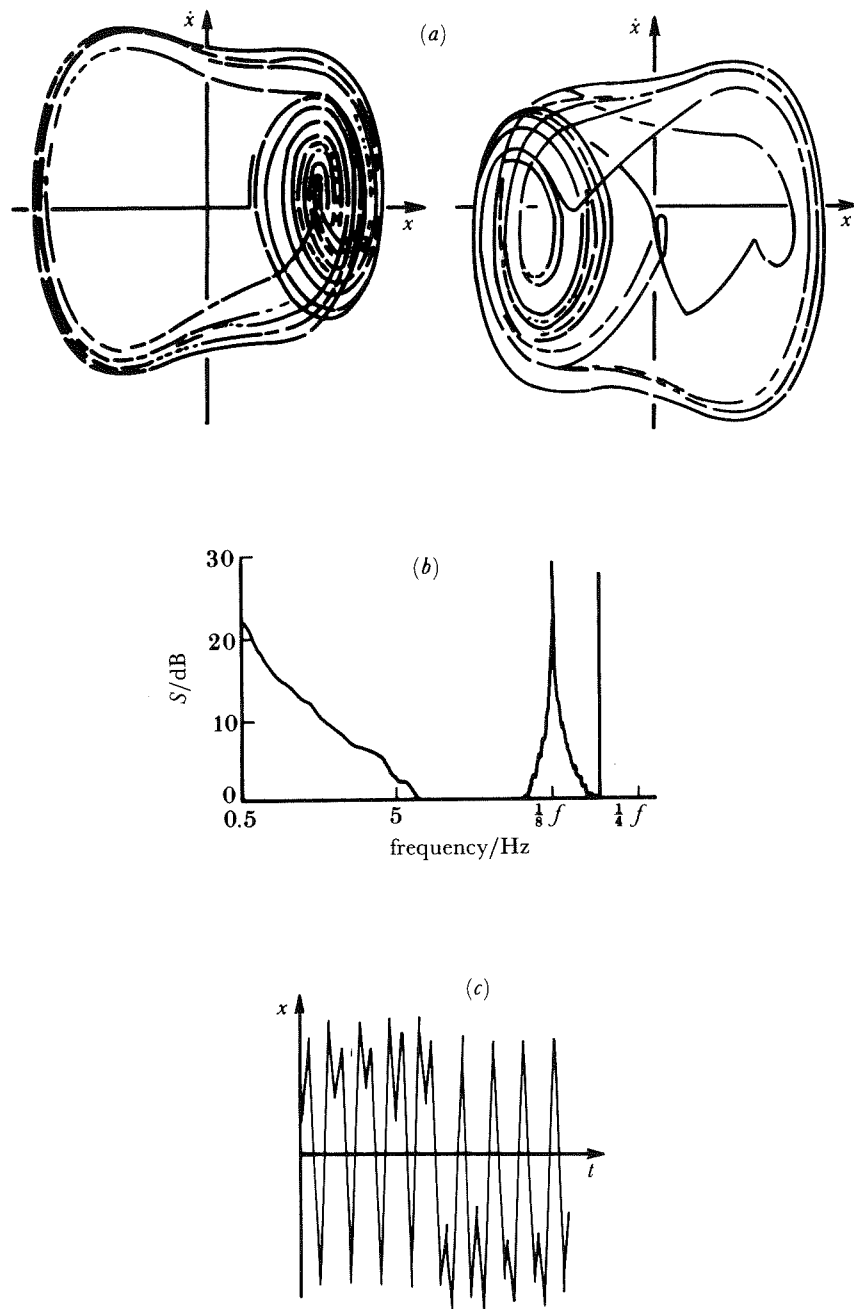 ẋ
(a)
ẋ
x
x
(b)
30
20
10
0
S/dB
0.5
5
1/8 f
1/4 f
frequency/Hz
(c)
x
t